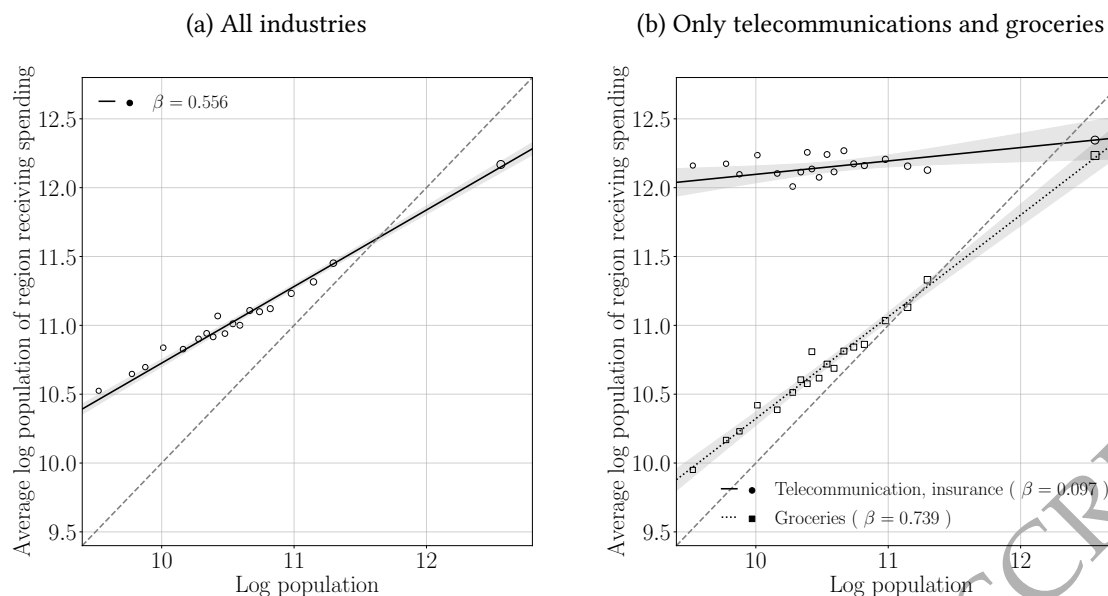 (a) All industries
(b) Only telecommunications and groceries
Average log population of region receiving spending
12.5
12.0
11.5
11.0
10.5
10.0
9.5
β = 0.556
10
11
12
Log population
Average log population of region receiving spending
12.5
12.0
11.5
11.0
10.5
10.0
9.5
Telecommunication, insurance ( β = 0.097 )
Groceries ( β = 0.739 )
10
11
12
Log population